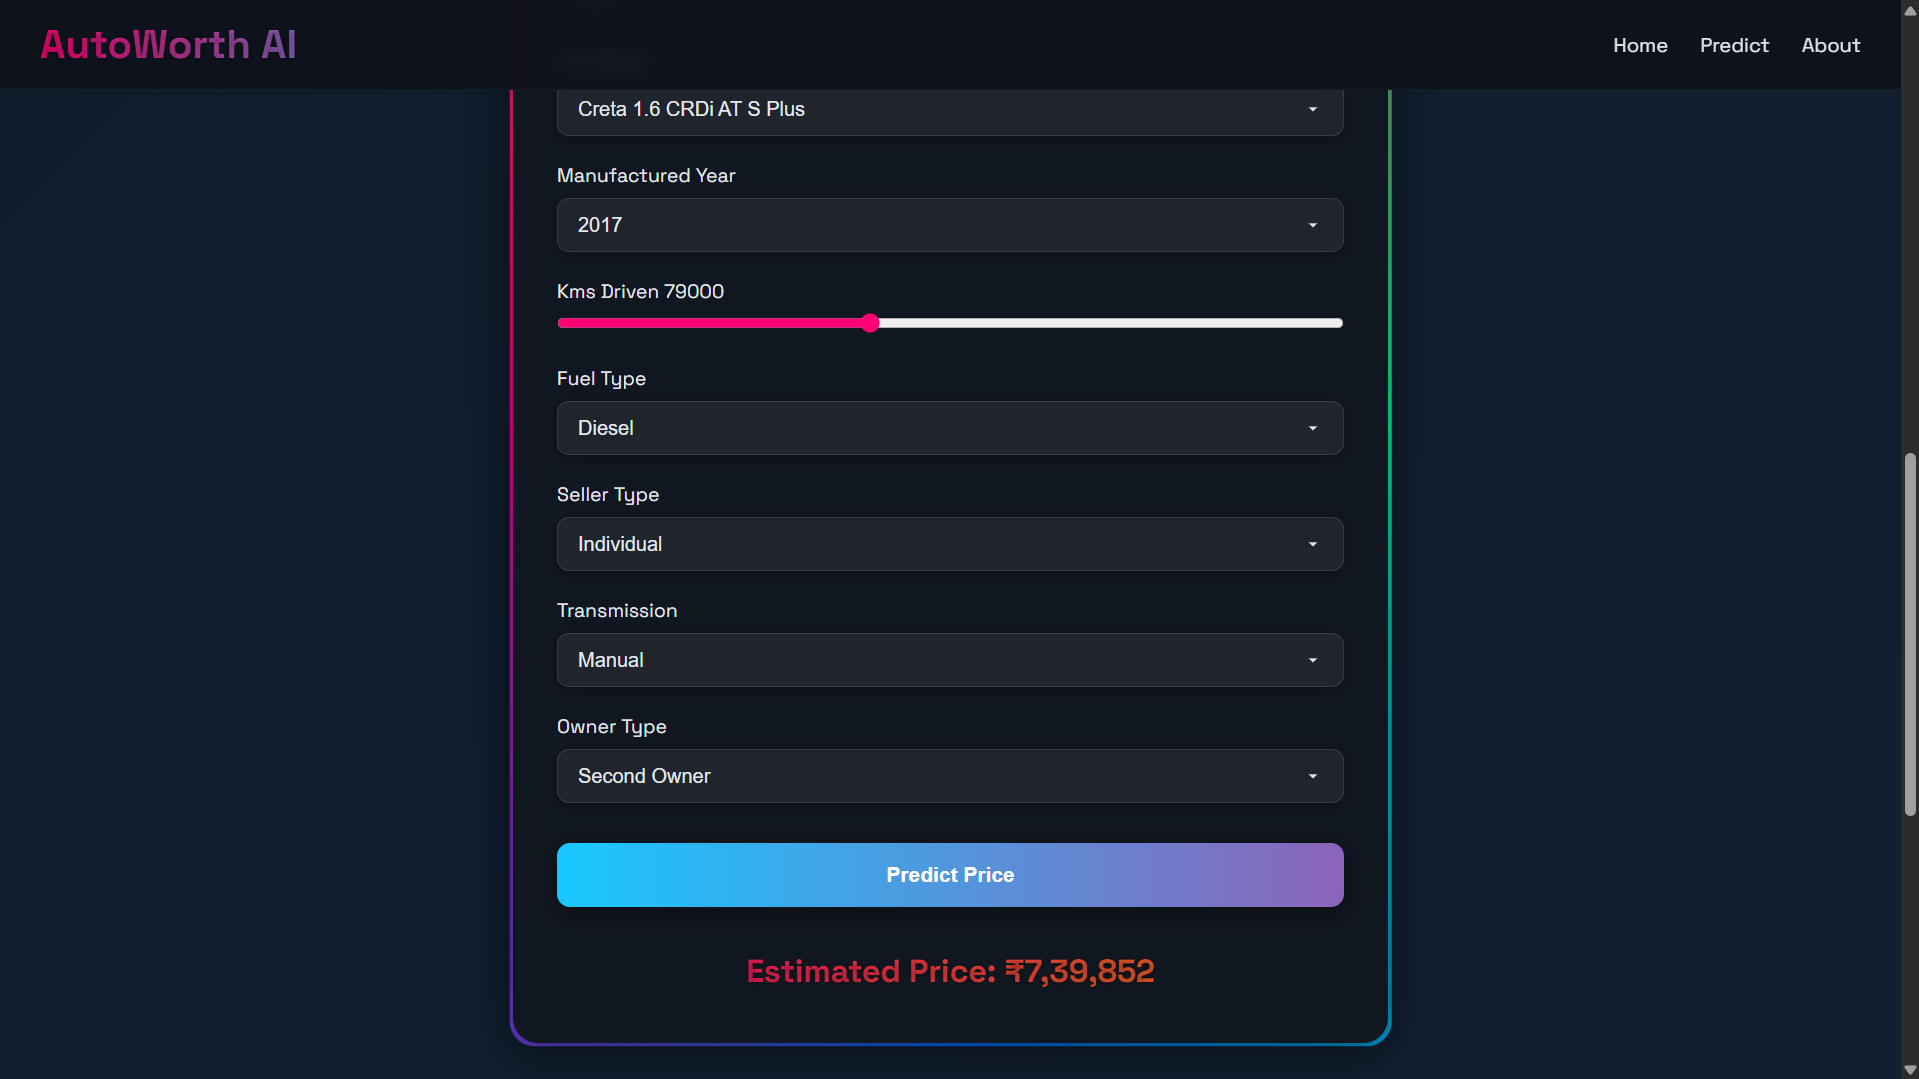 AutoWorth AI
Home
Predict
About
Creta 1.6 CRDi AT S Plus
Manufactured Year
2017
Kms Driven 79000
Fuel Type
Diesel
Seller Type
Individual
Transmission
Manual
Owner Type
Second Owner
Predict Price
Estimated Price: ₹7,39,852